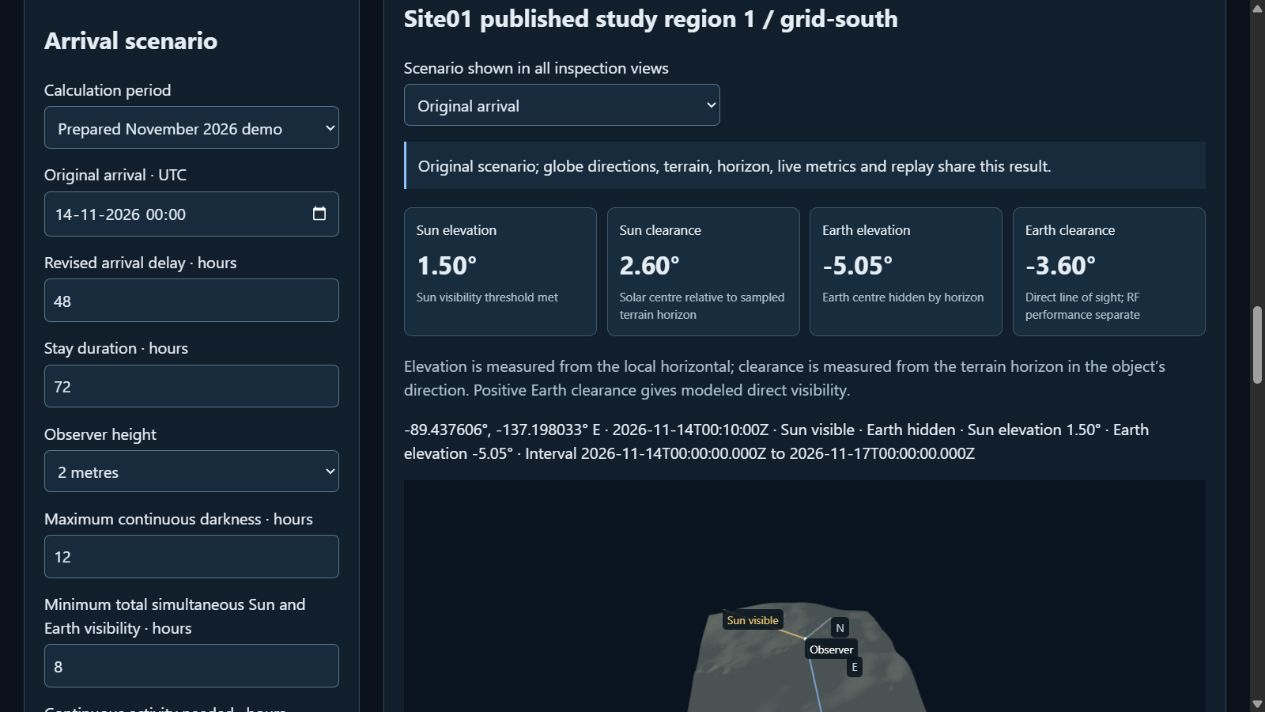 Arrival scenario
Calculation period
Prepared November 2026 demo
Original arrival · UTC
14-11-2026 00:00
Revised arrival delay · hours
48
Stay duration · hours
72
Observer height
2 metres
Maximum continuous darkness · hours
12
Minimum total simultaneous Sun and
Earth visibility · hours
8
Continuous activity needed · hours
Site01 published study region 1 / grid-south
Scenario shown in all inspection views
Original arrival
Original scenario; globe directions, terrain, horizon, live metrics and replay share this result.
Sun elevation
1.50°
Sun visibility threshold met
Sun clearance
2.60°
Solar centre relative to sampled
terrain horizon
Earth elevation
-5.05°
Earth centre hidden by horizon
Earth clearance
-3.60°
Direct line of sight; RF
performance separate
Elevation is measured from the local horizontal; clearance is measured from the terrain horizon in the object's
direction. Positive Earth clearance gives modeled direct visibility.
-89.437606°, -137.198033° E · 2026-11-14T00:10:00Z · Sun visible · Earth hidden · Sun elevation 1.50° · Earth
elevation -5.05° · Interval 2026-11-14T00:00:00.000Z to 2026-11-17T00:00:00.000Z
Sun visible
N
Observer
E